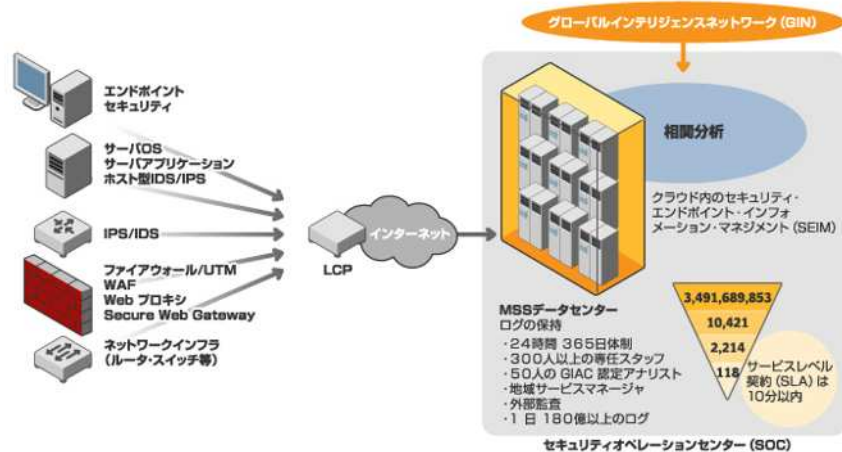 グローバルインテリジェンスネットワーク(GIN)
エンドポイント
セキュリティ
サーバOS
サーバアプリケーション
ホスト型IDS/IPS
IPS/IDS
ファイアウォール/UTM
WAF
Web プロキシ
Secure Web Gateway
ネットワークインフラ
(ルータ・スイッチ等)
LCP
インターネット
相関分析
クラウド内のセキュリティ・
エンドポイント・インフォ
メーション・マネジメント(SEIM)
MSSデータセンター
ログの保持
・24時間 365日体制
・300人以上の専任スタッフ
・50人の GIAC 認定アナリスト
・地域サービスマネージャ
・外部監査
・1 日 180億以上のログ
3,491,689,853
10,421
2,214
118
サービスレベル
契約(SLA)は
10分以内
セキュリティオペレーションセンター(SOC)